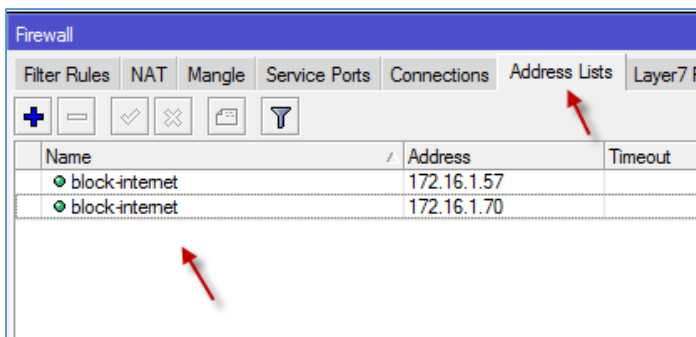 Firewall
Filter Rules NAT Mangle Service Ports Connections Address Lists Layer7
Name Address Timeout
block-internet 172.16.1.57
block-internet 172.16.1.70